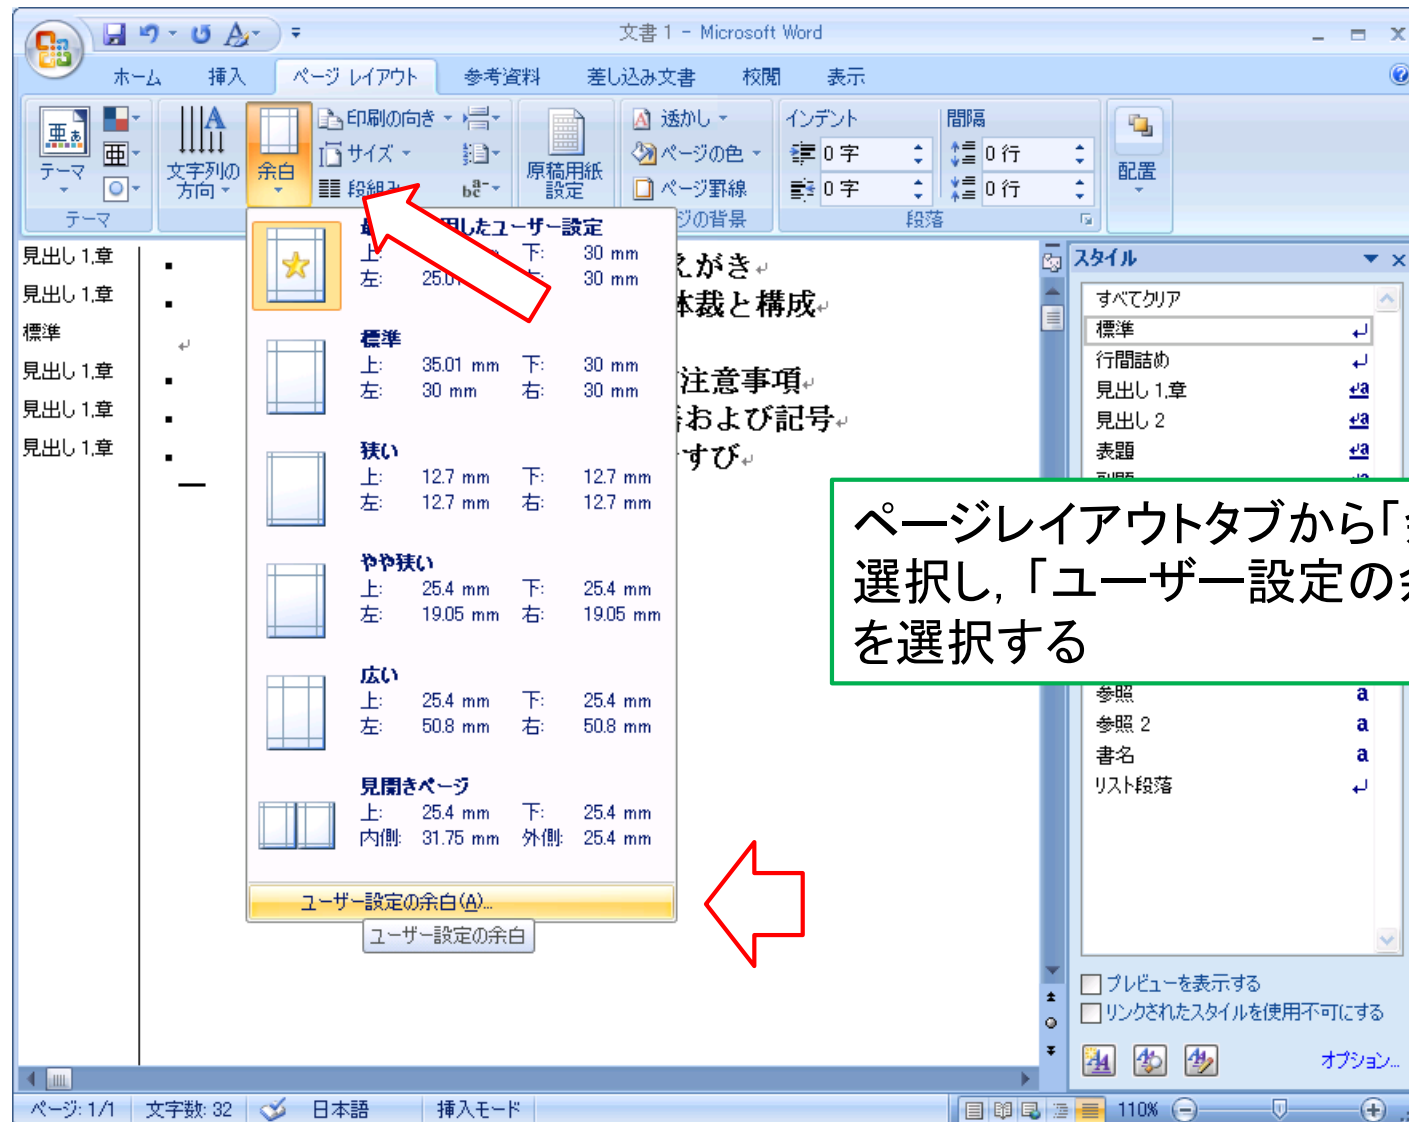 文書 1 - Microsoft Word
ホーム 挿入 ページ レイアウト 参考資料 差し込み文書 校閲 表示
亜あ
テーマ
テーマ
文字列の
方向
余白
印刷の向き
サイズ
段組み
原稿用紙
設定
透かし
ページの色
ページ罫線
ジの背景
インデント
0 字
0 字
間隔
0 行
0 行
段落
配置
見出し 1,章
見出し 1,章
標準
見出し 1,章
見出し 1,章
見出し 1,章
用したユーザー設定
上: 下: 30 mm
左: 30 mm
標準
上: 35.01 mm 下: 30 mm
左: 30 mm 右: 30 mm
狭い
上: 12.7 mm 下: 12.7 mm
左: 12.7 mm 右: 12.7 mm
やや狭い
上: 25.4 mm 下: 25.4 mm
左: 19.05 mm 右: 19.05 mm
広い
上: 25.4 mm 下: 25.4 mm
左: 50.8 mm 右: 50.8 mm
見開きページ
上: 25.4 mm 下: 25.4 mm
内側: 31.75 mm 外側: 25.4 mm
ユーザー設定の余白(A)...
ユーザー設定の余白
えがき
体裁と構成
注意事項
および記号
すび
ページレイアウトタブから「
選択し，「ユーザー設定の
を選択する
スタイル
すべてクリア
標準
行間詰め
見出し 1,章
見出し 2
表題
参照
参照 2
書名
リスト段落
プレビューを表示する
リンクされたスタイルを使用不可にする
オプション...
ページ: 1/1 文字数: 32 日本語 挿入モード 110%